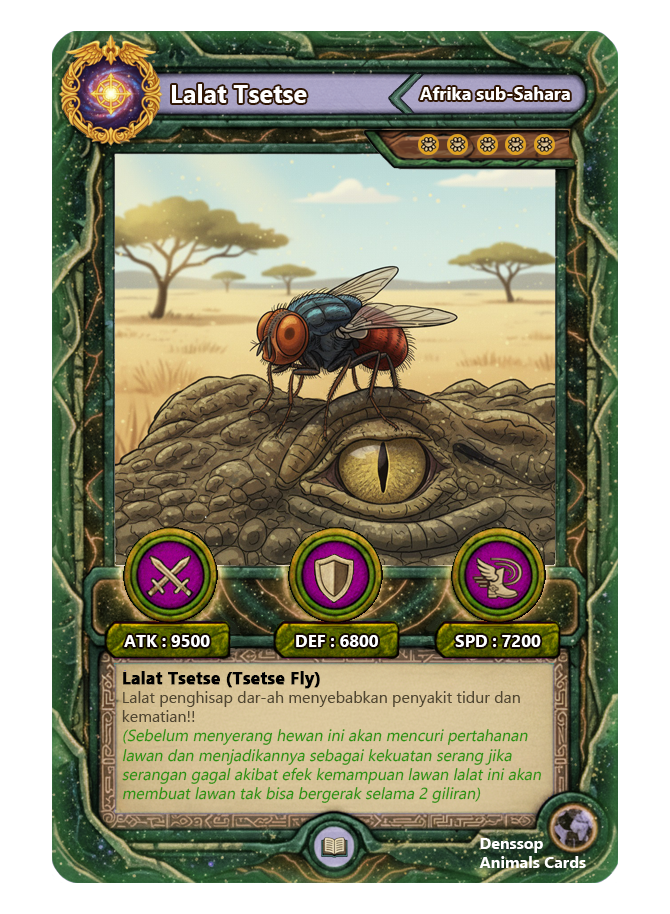 Lalat Tsetse
Afrika sub-Sahara
ATK : 9500
DEF : 6800
SPD : 7200
Lalat Tsetse (Tsetse Fly)
Lalat penghisap dar-ah menyebabkan penyakit tidur dan
kematian!!
(Sebelum menyerang hewan ini akan mencuri pertahanan
lawan dan menjadikannya sebagai kekuatan serang jika
serangan gagal akibat efek kemampuan lawan lalat ini akan
membuat lawan tak bisa bergerak selama 2 giliran)
Denssop
Animals Cards